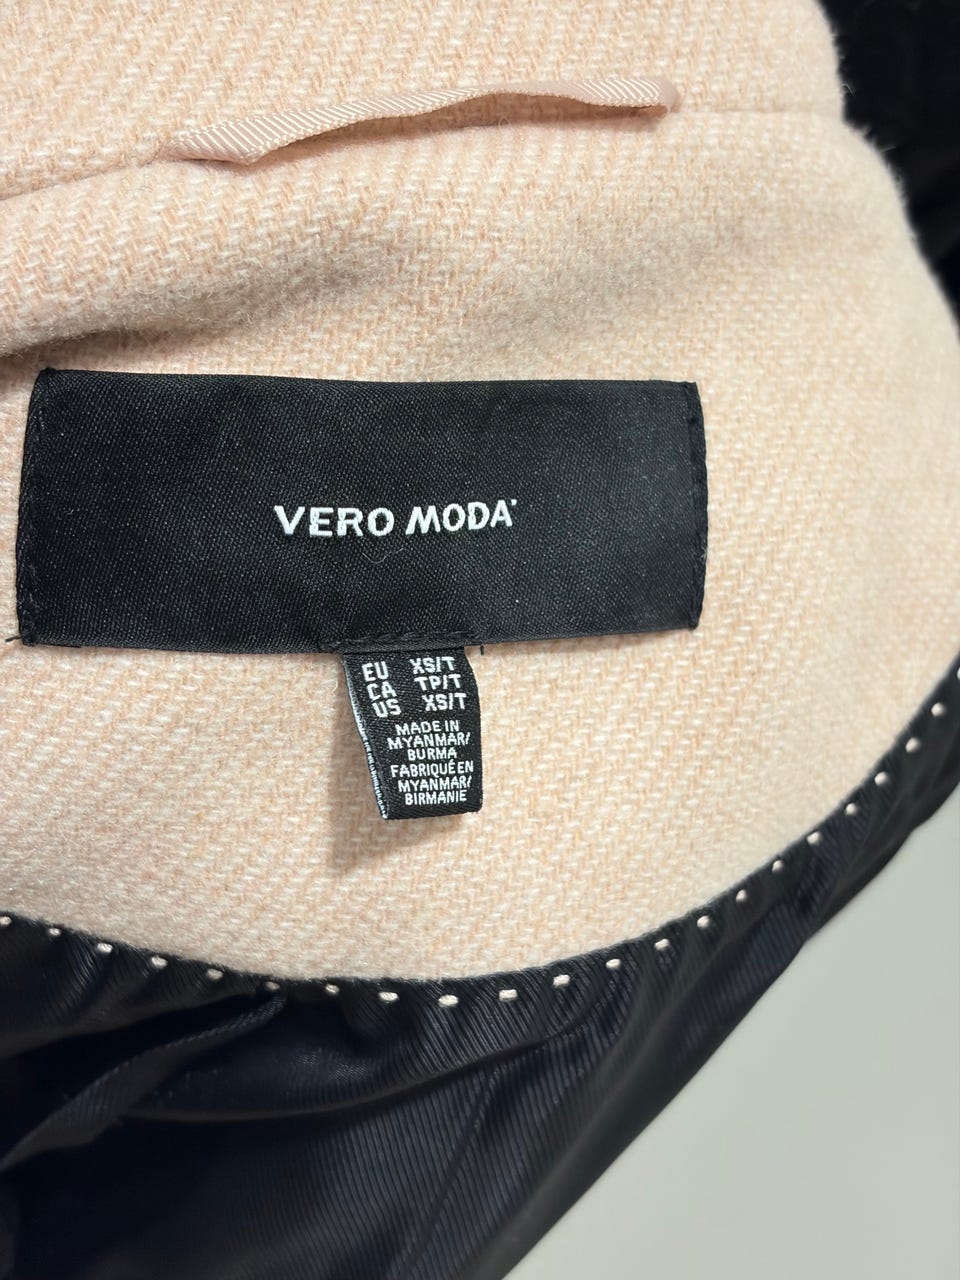 VERO MODA
EU XS/T
CA TP/T
US XS/T
MADE IN
MYANMAR/
BURMA
FABRIQUÉ EN
MYANMAR/
BIRMANIE